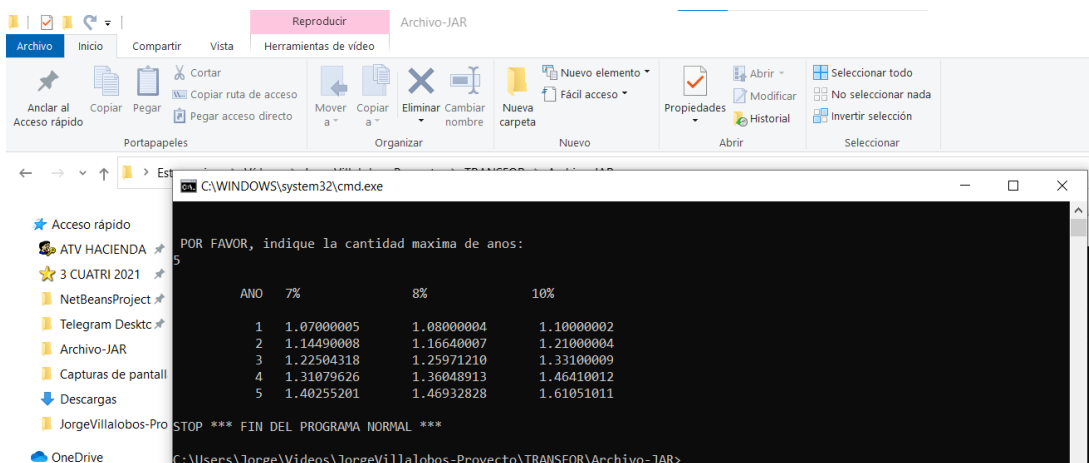 Reproducir
Archivo-JAR
Archivo Inicio Compartir Vista Herramientas de vídeo
Anclar al Acceso rápido
Copiar
Pegar
Cortar
Copiar ruta de acceso
Pegar acceso directo
Mover a
Copiar a
Eliminar
Cambiar nombre
Nueva carpeta
Nuevo elemento
Fácil acceso
Propiedades
Abrir
Modificar
Historial
Seleccionar todo
No seleccionar nada
Invertir selección
Portapapeles Organizar Nuevo Abrir Seleccionar
C:\WINDOWS\system32\cmd.exe
Acceso rápido
ATV HACIENDA
3 CUATRI 2021
NetBeansProject
Telegram Desktc
Archivo-JAR
Capturas de pantall
Descargas
JorgeVillalobos-Pro
OneDrive
POR FAVOR, indique la cantidad maxima de anos:
5
ANO 7% 8% 10%
1 1.07000005 1.08000004 1.10000002
2 1.14490008 1.16640007 1.21000004
3 1.22504318 1.25971210 1.33100009
4 1.31079626 1.36048913 1.46410012
5 1.40255201 1.46932828 1.61051011
STOP *** FIN DEL PROGRAMA NORMAL ***
C:\Users\Jorge\Videos\JorgeVillalobos-Proyecto\TRANSFOR\Archivo-JAR>